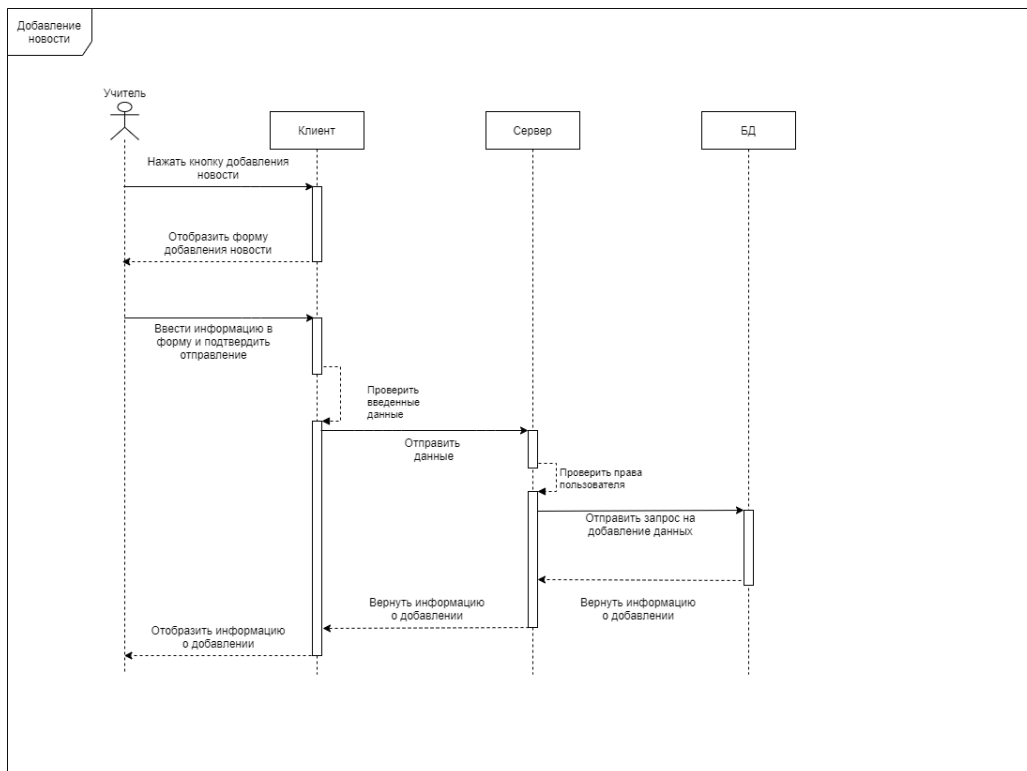 Добавление
новости
Учитель
Клиент
Сервер
БД
Нажать кнопку добавления
новости
Отобразить форму
добавления новости
Ввести информацию в
форму и подтвердить
отправление
Проверить
введенные
данные
Отправить
данные
Проверить права
пользователя
Отправить запрос на
добавление данных
Вернуть информацию
о добавлении
Вернуть информацию
о добавлении
Отобразить информацию
о добавлении